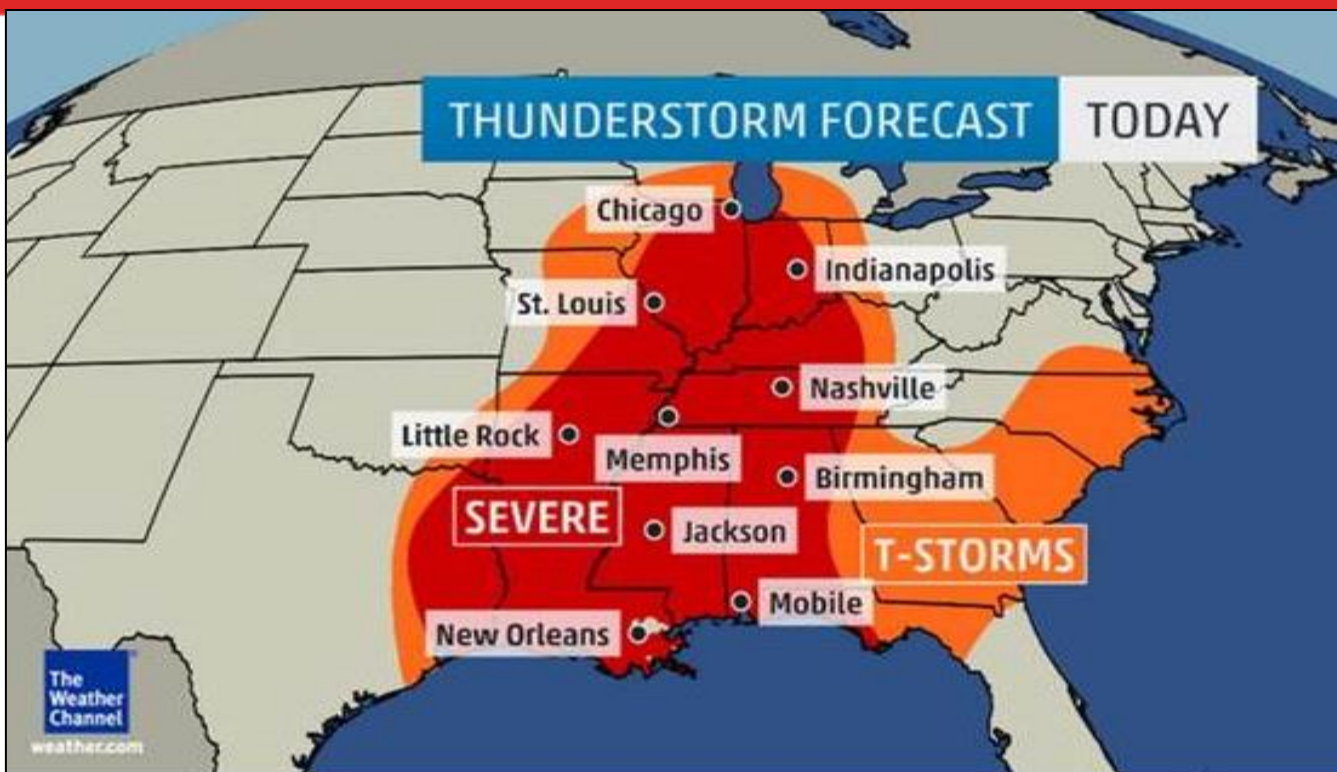 THUNDERSTORM FORECAST TODAY
Chicago
Indianapolis
St. Louis
Nashville
Little Rock
Memphis
Birmingham
SEVERE
Jackson
T-STORMS
Mobile
New Orleans
The
Weather
Channel
weather.com